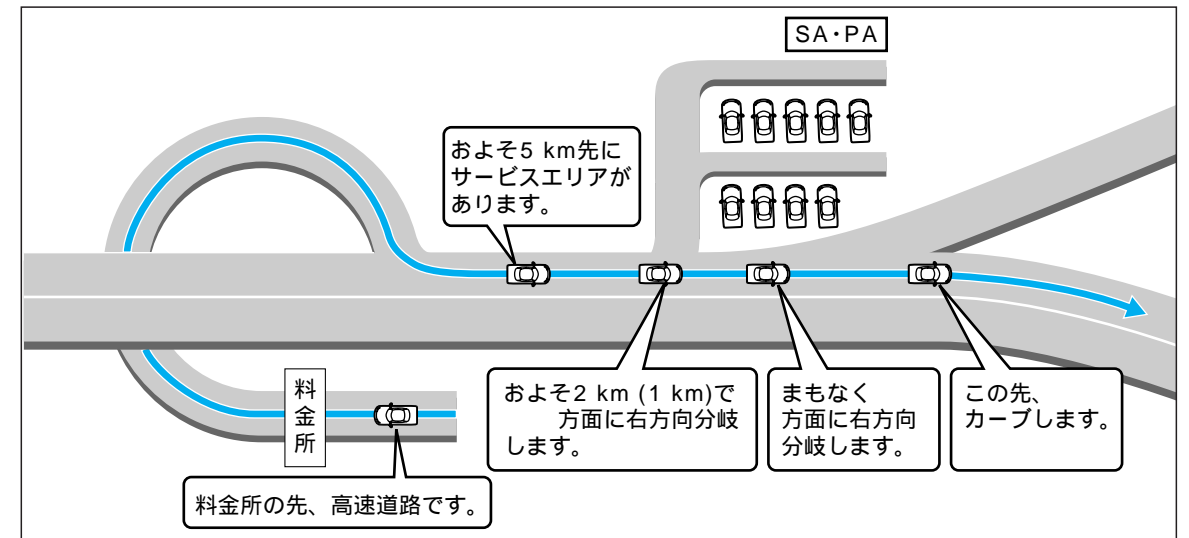 SA・PA
およそ5 km先に
サービスエリアが
あります。
およそ2 km (1 km)で
方面に右方向分岐
します。
まもなく
方面に右方向
分岐します。
この先、
カーブします。
料
金
所
料金所の先、高速道路です。